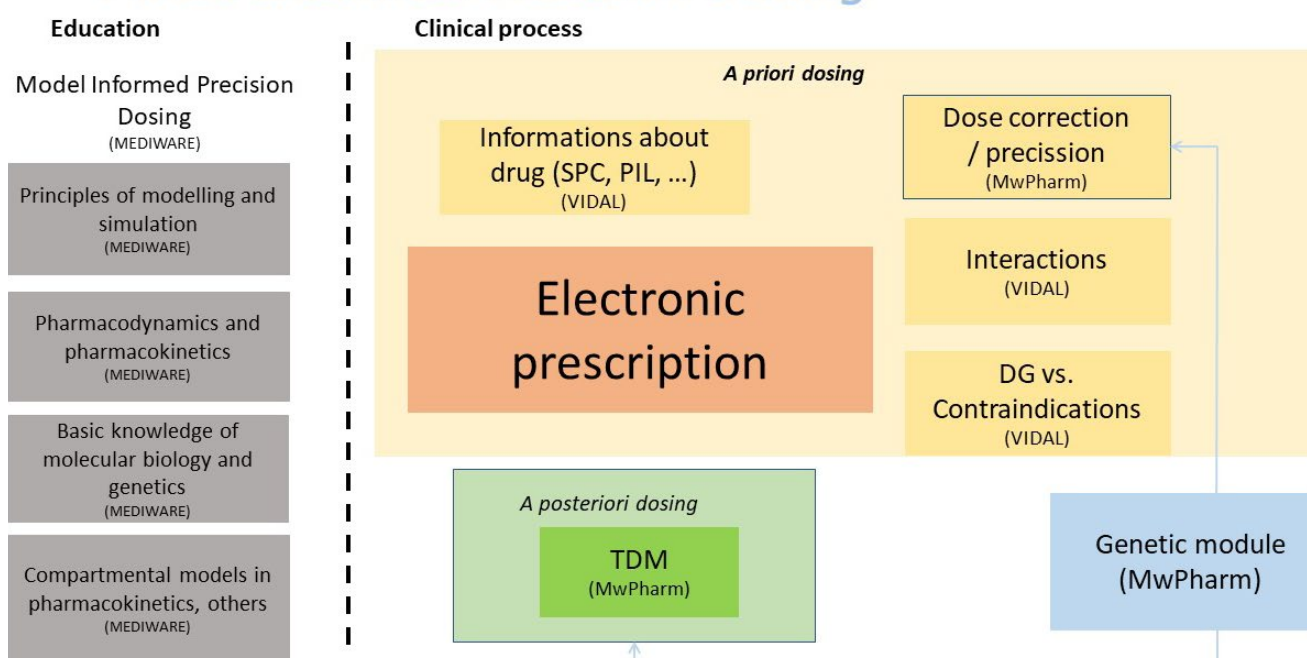 Education
Model Informed Precision
Dosing
(MEDIWARE)
Principles of modelling and
simulation
(MEDIWARE)
Pharmacodynamics and
pharmacokinetics
(MEDIWARE)
Basic knowledge of
molecular biology and
genetics
(MEDIWARE)
Compartmental models in
pharmacokinetics, others
(MEDIWARE)
Clinical process
A priori dosing
Informations about
drug (SPC, PIL, ...)
(VIDAL)
Dose correction
/ precission
(MwPharm)
Electronic
prescription
Interactions
(VIDAL)
DG vs.
Contraindications
(VIDAL)
A posteriori dosing
TDM
(MwPharm)
Genetic module
(MwPharm)